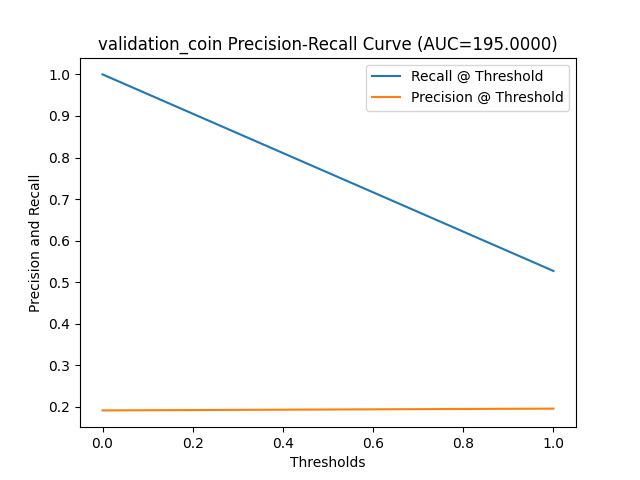 validation_coin Precision-Recall Curve (AUC=195.0000)
Recall @ Threshold
Precision @ Threshold
Precision and Recall
1.0
0.9
0.8
0.7
0.6
0.5
0.4
0.3
0.2
0.0 0.2 0.4 0.6 0.8 1.0
Thresholds